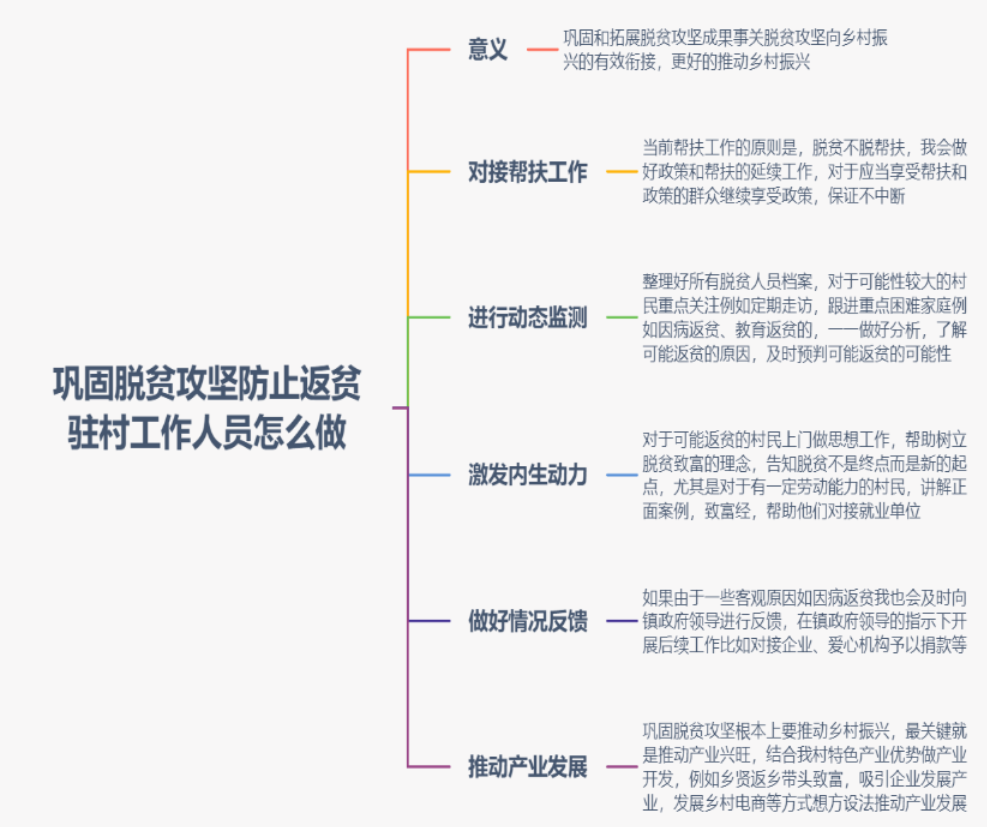 巩固脱贫攻坚防止返贫
驻村工作人员怎么做
意义
巩固和拓展脱贫攻坚成果事关脱贫攻坚向乡村振
兴的有效衔接，更好的推动乡村振兴
对接帮扶工作
当前帮扶工作的原则是，脱贫不脱帮扶，我会做
好政策和帮扶的延续工作，对于应当享受帮扶和
政策的群众继续享受政策，保证不中断
进行动态监测
整理好所有脱贫人员档案，对于可能性较大的村
民重点关注例如定期走访，跟进重点困难家庭例
如因病返贫、教育返贫的，一一做好分析，了解
可能返贫的原因，及时预判可能返贫的可能性
激发内生动力
对于可能返贫的村民上门做思想工作，帮助树立
脱贫致富的理念，告知脱贫不是终点而是新的起
点，尤其是对于有一定劳动能力的村民，讲解正
面案例，致富经，帮助他们对接就业单位
做好情况反馈
如果由于一些客观原因如因病返贫我也会及时向
镇政府领导进行反馈，在镇政府领导的指示下开
展后续工作比如对接企业、爱心机构予以捐款等
推动产业发展
巩固脱贫攻坚根本上要推动乡村振兴，最关键就
是推动产业兴旺，结合我村特色产业优势做产业
开发，例如乡贤返乡带头致富，吸引企业发展产
业，发展乡村电商等方式想方设法推动产业发展